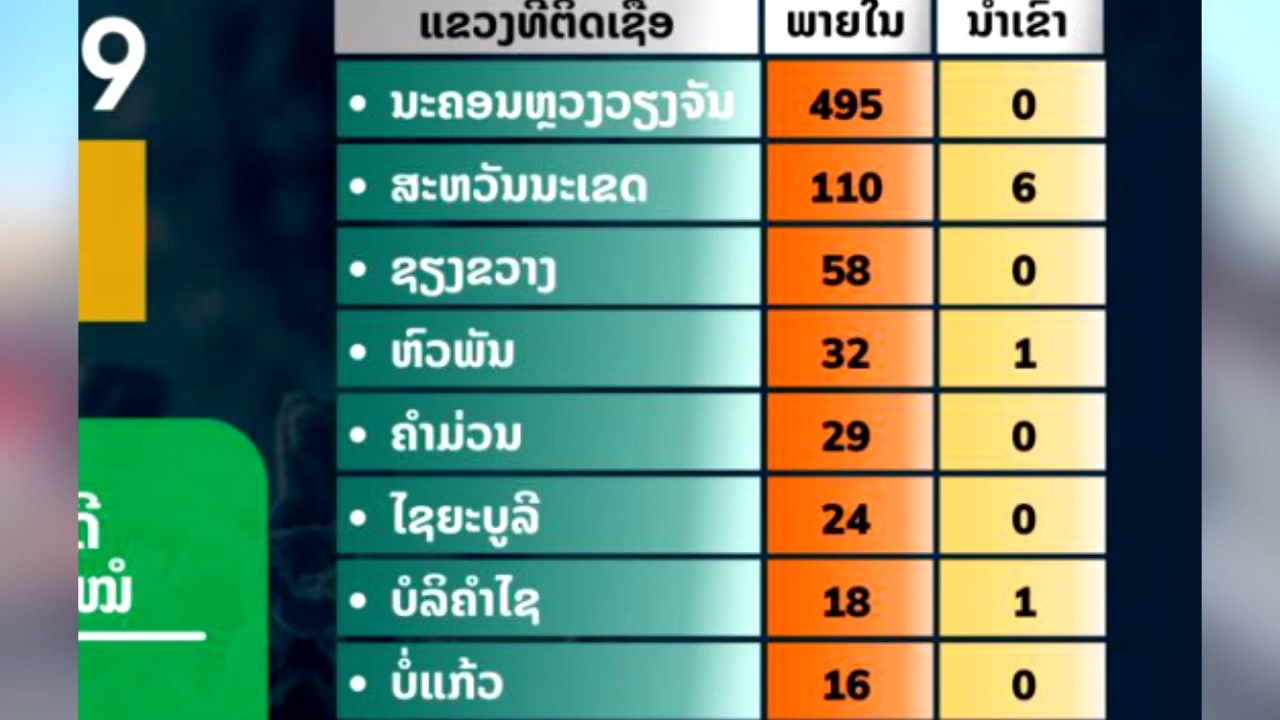 9
ແຂວງທີ່ຕິດເຊື້ອ ພາຍໃນ ນຳເຂົ້າ
• ນະຄອນຫຼວງວຽງຈັນ 495 0
• ສະຫວັນນະເຂດ 110 6
• ຊຽງຂວາງ 58 0
• ຫົວພັນ 32 1
• ຄຳມ່ວນ 29 0
• ໄຊຍະບູລີ 24 0
• ບໍລິຄຳໄຊ 18 1
• ບໍ່ແກ້ວ 16 0